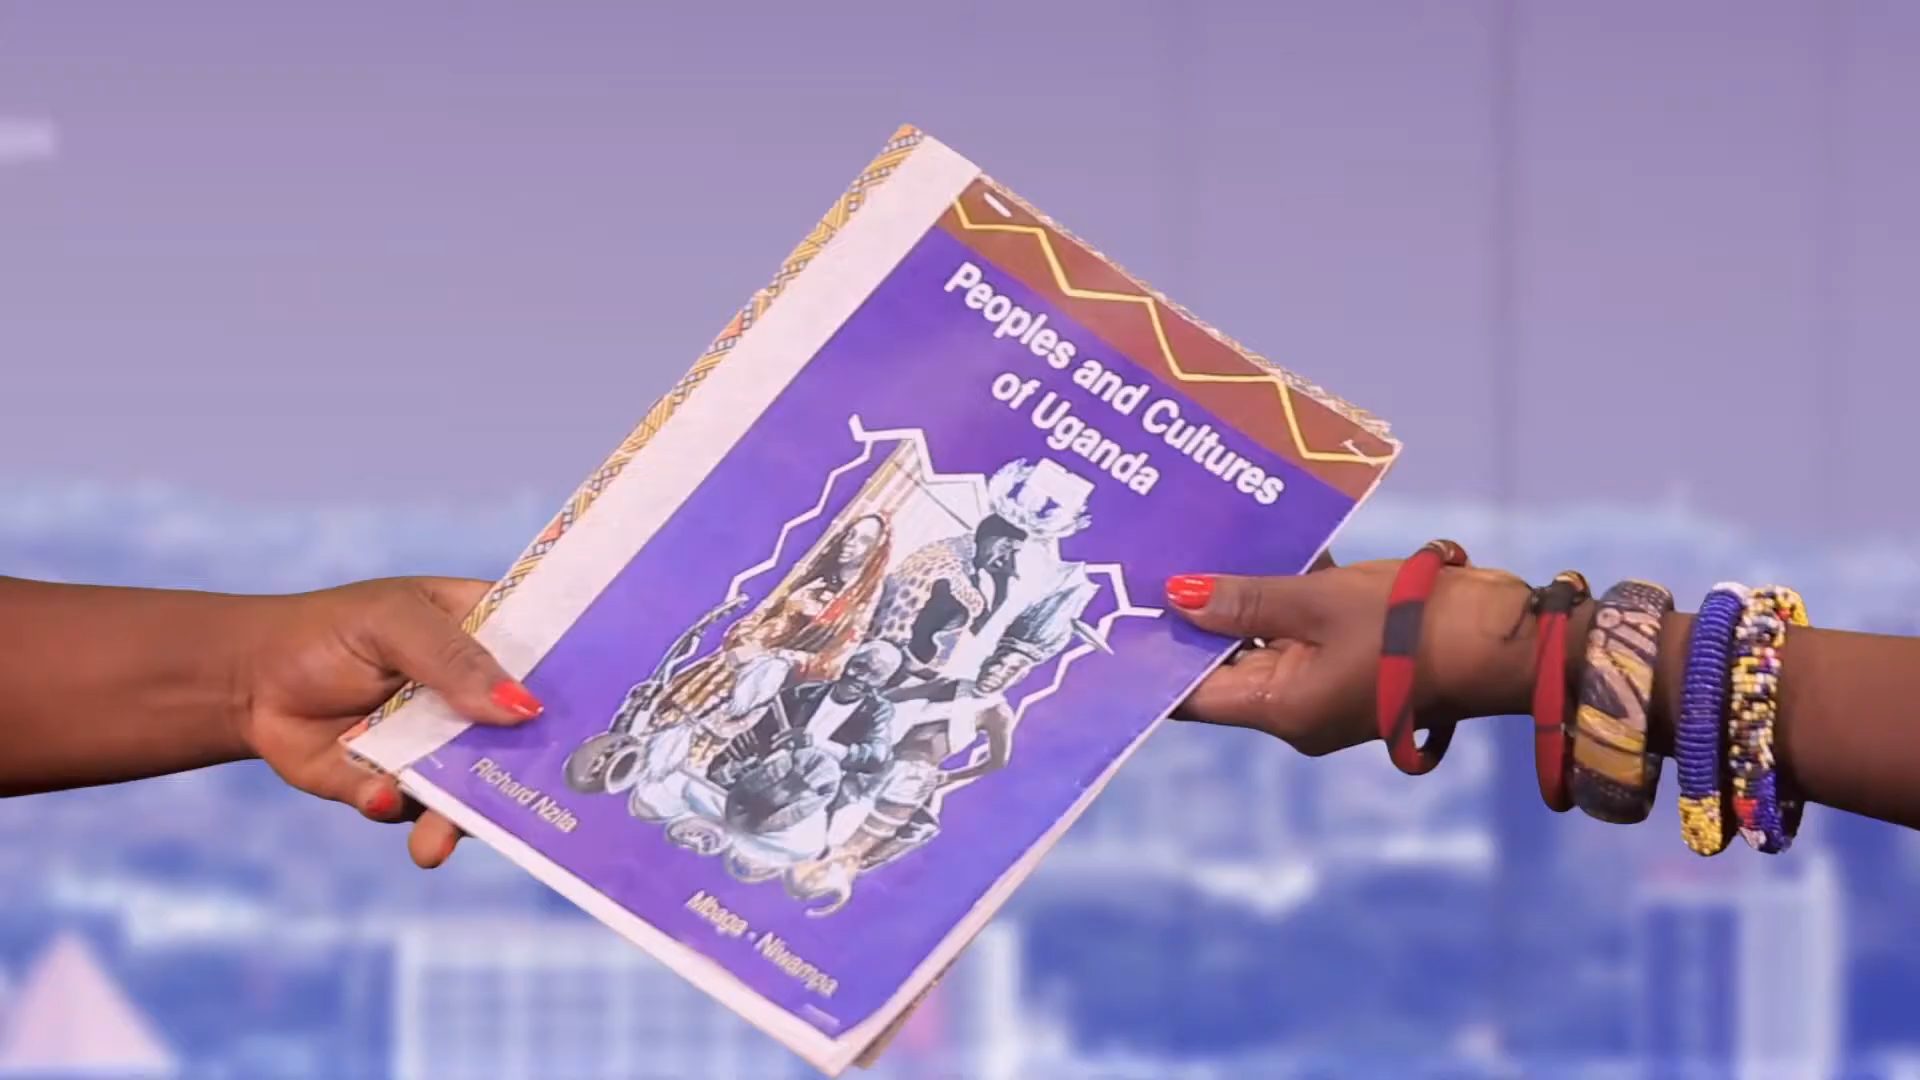 Peoples and Cultures
of Uganda
Richard Nzita
Mbaga - Niwampa